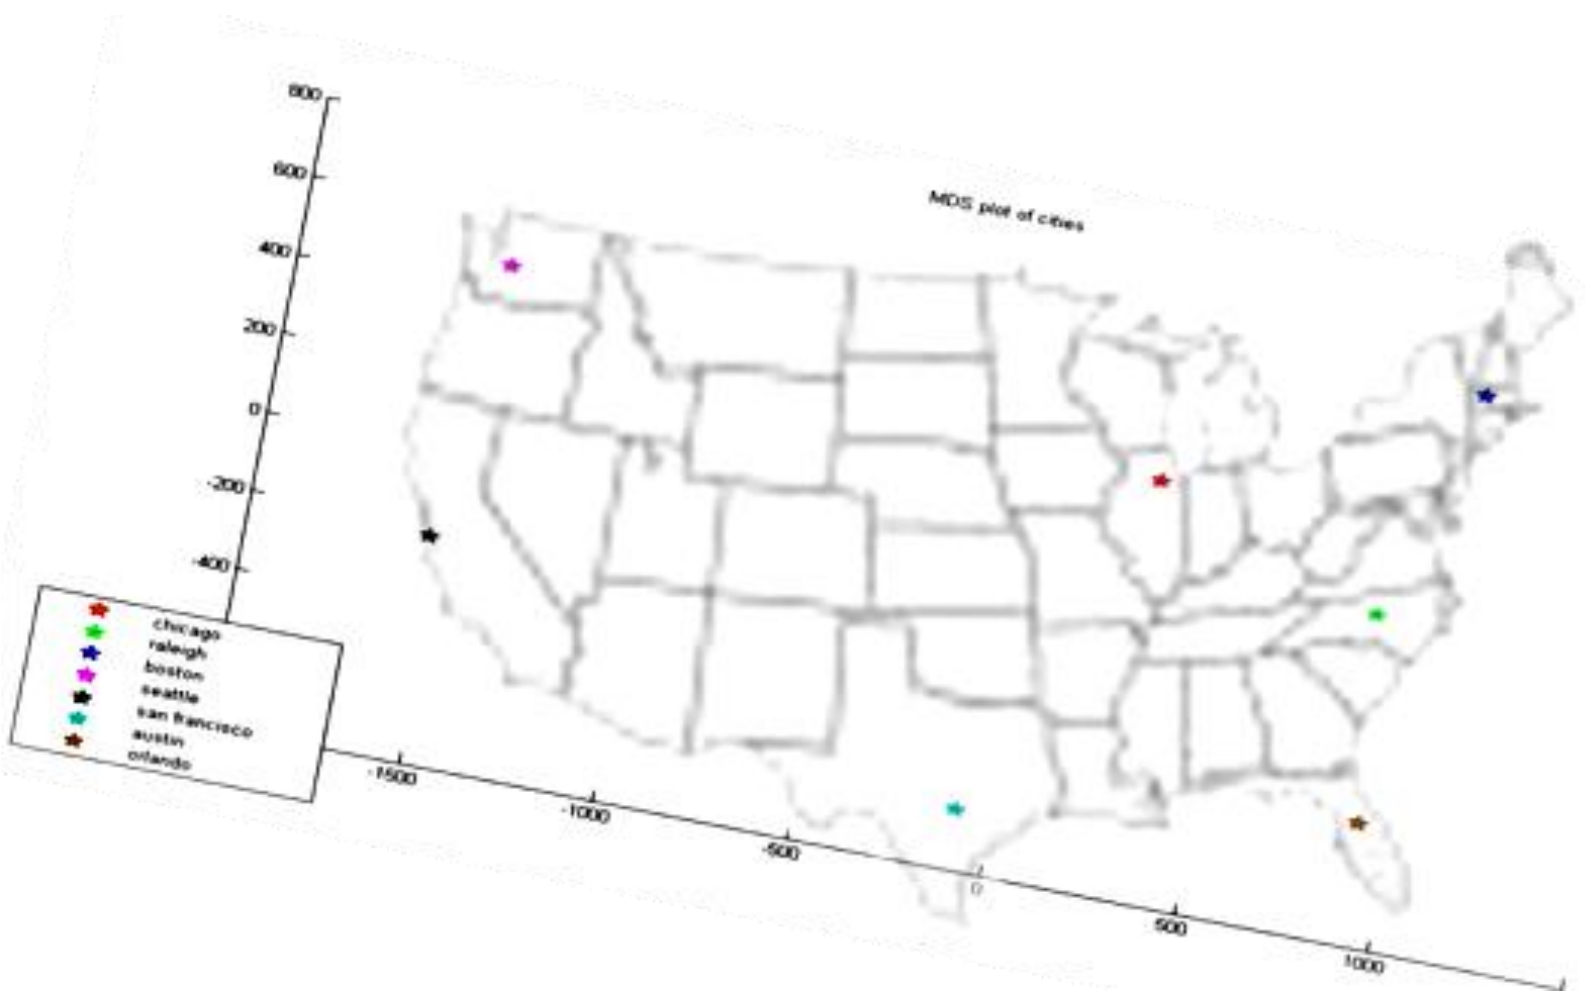 MDS plot of cities
800
600
400
200
0
-200
-400
chicago
raleigh
boston
seattle
san francisco
austin
orlando
-1500
-1000
-500
0
500
1000